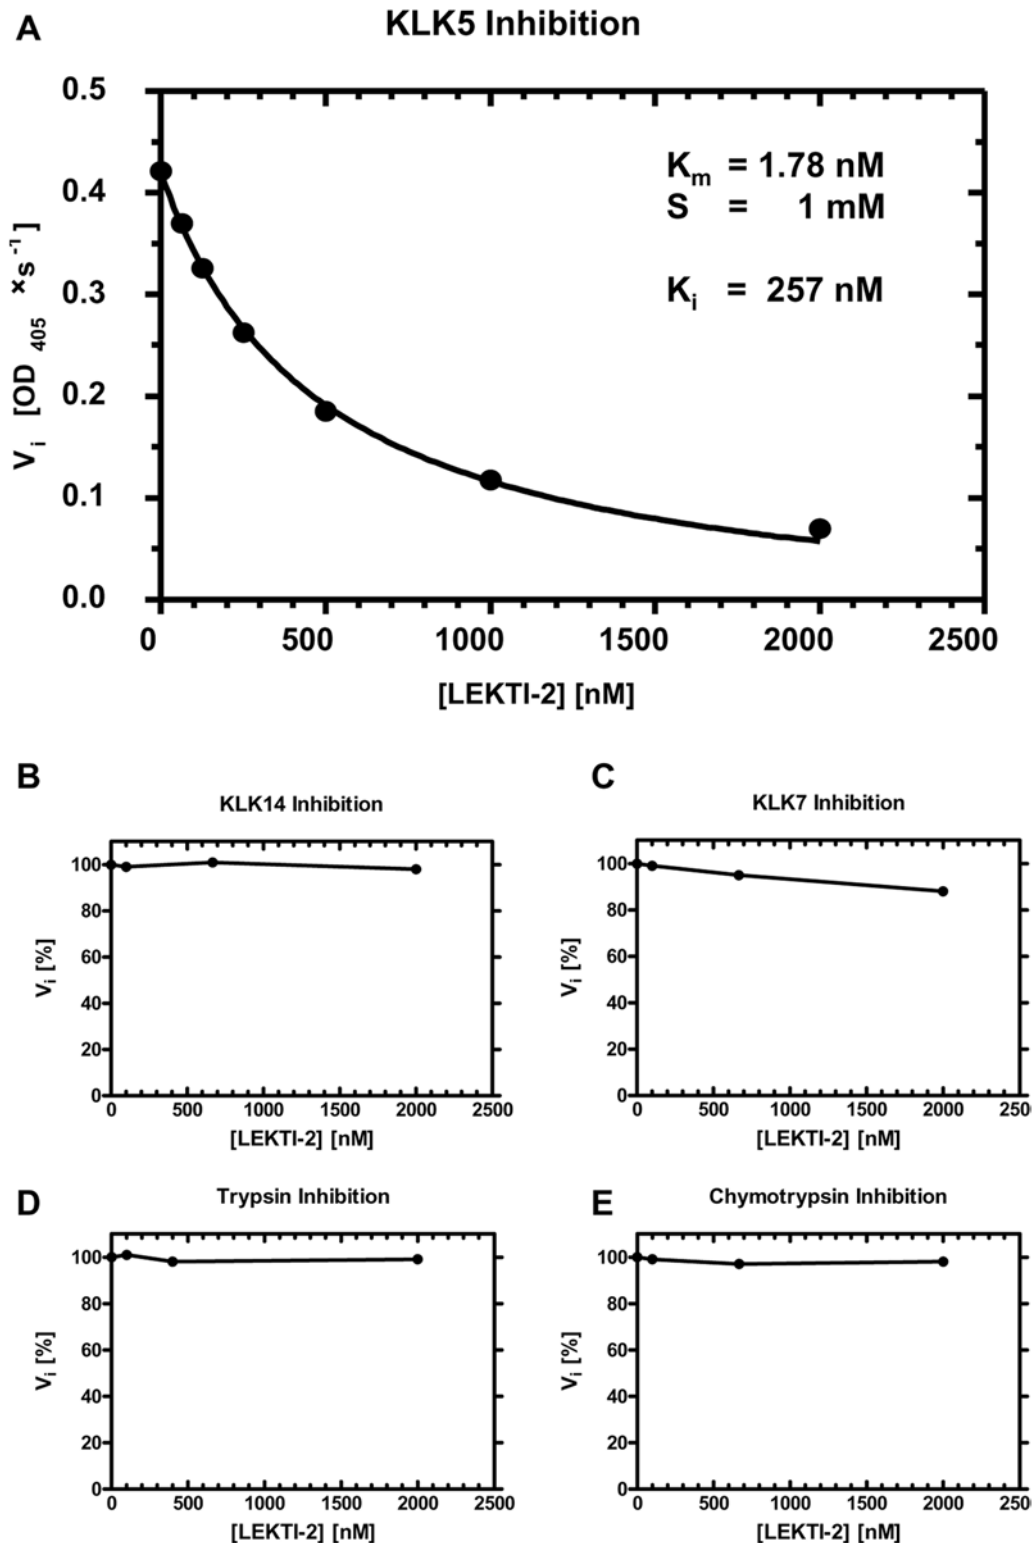 A
KLK5 Inhibition
0.5
0.4
0.3
0.2
0.1
0.0
V i [OD 405 ×s -1]
Km = 1.78 nM
S = 1 mM
Ki = 257 nM
0 500 1000 1500 2000 2500
[LEKTI-2] [nM]
B
KLK14 Inhibition
100
80
60
40
20
0
Vi [%]
0 500 1000 1500 2000 2500
[LEKTI-2] [nM]
C
KLK7 Inhibition
100
80
60
40
20
0
Vi [%]
0 500 1000 1500 2000 250
[LEKTI-2] [nM]
D
Trypsin Inhibition
100
80
60
40
20
0
Vi [%]
0 500 1000 1500 2000 2500
[LEKTI-2] [nM]
E
Chymotrypsin Inhibition
100
80
60
40
20
0
Vi [%]
0 500 1000 1500 2000 250
[LEKTI-2] [nM]